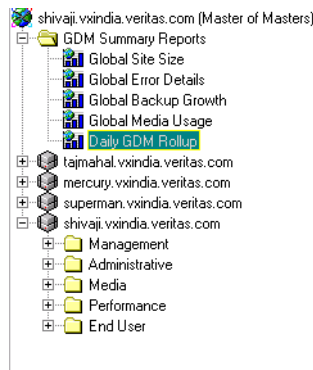 shivaji.vxindia.veritas.com (Master of Masters)
GDM Summary Reports
Global Site Size
Global Error Details
Global Backup Growth
Global Media Usage
Daily GDM Rollup
tajmahal.vxindia.veritas.com
mercury.vxindia.veritas.com
superman.vxindia.veritas.com
shivaji.vxindia.veritas.com
Management
Administrative
Media
Performance
End User